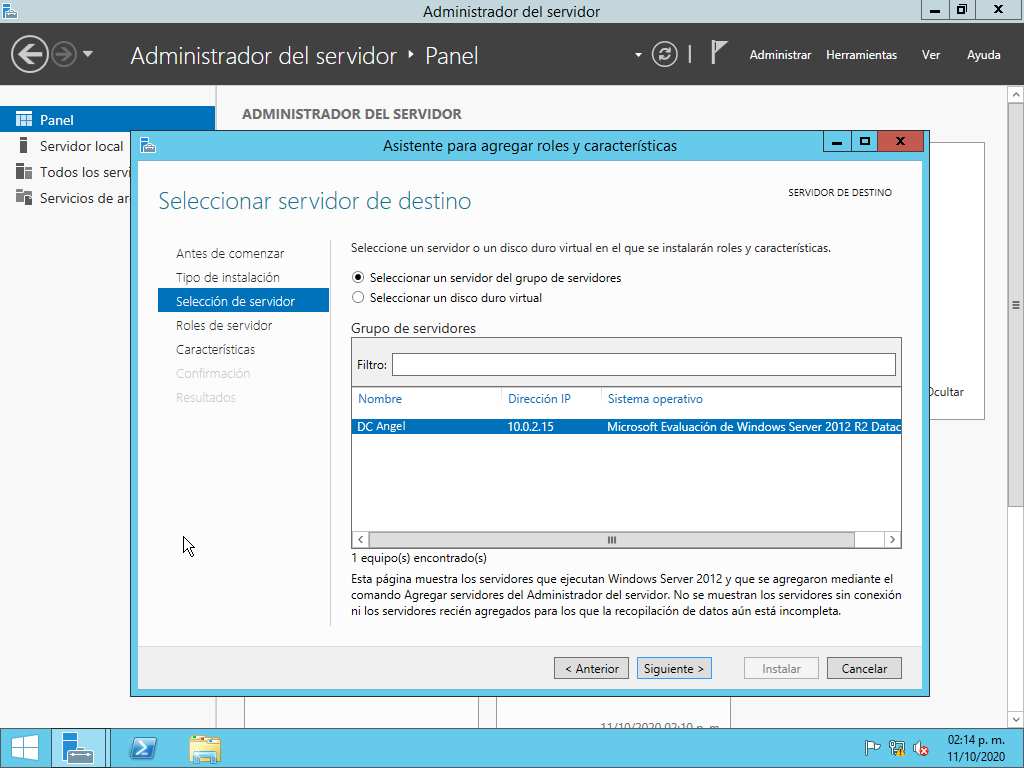 Administrador del servidor
Administrador del servidor ‣ Panel
Administrar Herramientas Ver Ayuda
Panel
Servidor local
Todos los servi
Servicios de ar
ADMINISTRADOR DEL SERVIDOR
Asistente para agregar roles y características
Seleccionar servidor de destino
SERVIDOR DE DESTINO
Antes de comenzar
Tipo de instalación
Selección de servidor
Roles de servidor
Características
Confirmación
Resultados
Seleccione un servidor o un disco duro virtual en el que se instalarán roles y características.
Seleccionar un servidor del grupo de servidores
Seleccionar un disco duro virtual
Grupo de servidores
Filtro:
Nombre Dirección IP Sistema operativo
DC Angel 10.0.2.15 Microsoft Evaluación de Windows Server 2012 R2 Datac
1 equipo(s) encontrado(s)
Esta página muestra los servidores que ejecutan Windows Server 2012 y que se agregaron mediante el
comando Agregar servidores del Administrador del servidor. No se muestran los servidores sin conexión
ni los servidores recién agregados para los que la recopilación de datos aún está incompleta.
< Anterior Siguiente > Instalar Cancelar
Ocultar
11/10/2020 02:10 p. m.
02:14 p. m.
11/10/2020